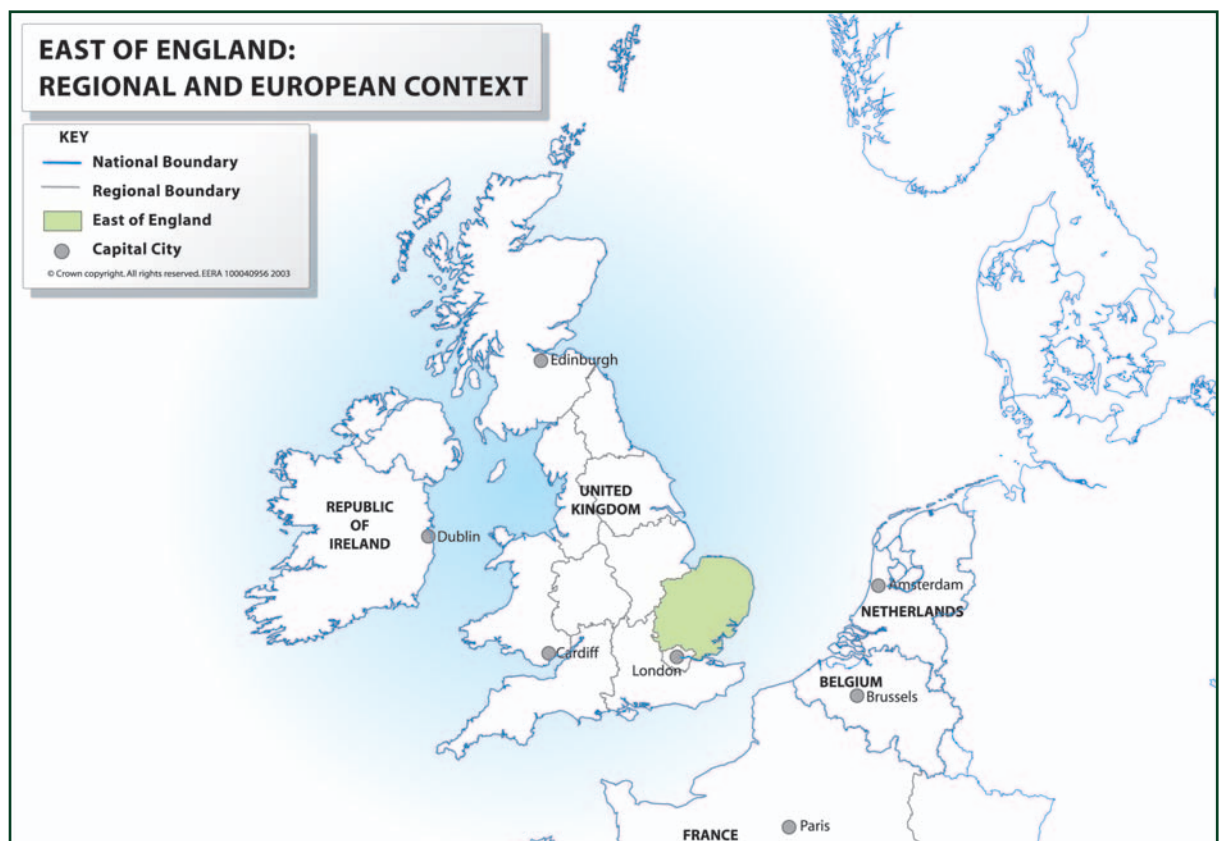 EAST OF ENGLAND:
REGIONAL AND EUROPEAN CONTEXT
KEY
National Boundary
Regional Boundary
East of England
Capital City
© Crown copyright. All rights reserved. EERA 100040956 2003
Edinburgh
UNITED
KINGDOM
REPUBLIC
OF
IRELAND
Dublin
Amsterdam
NETHERLANDS
Cardiff
London
BELGIUM
Brussels
Paris
FRANCE